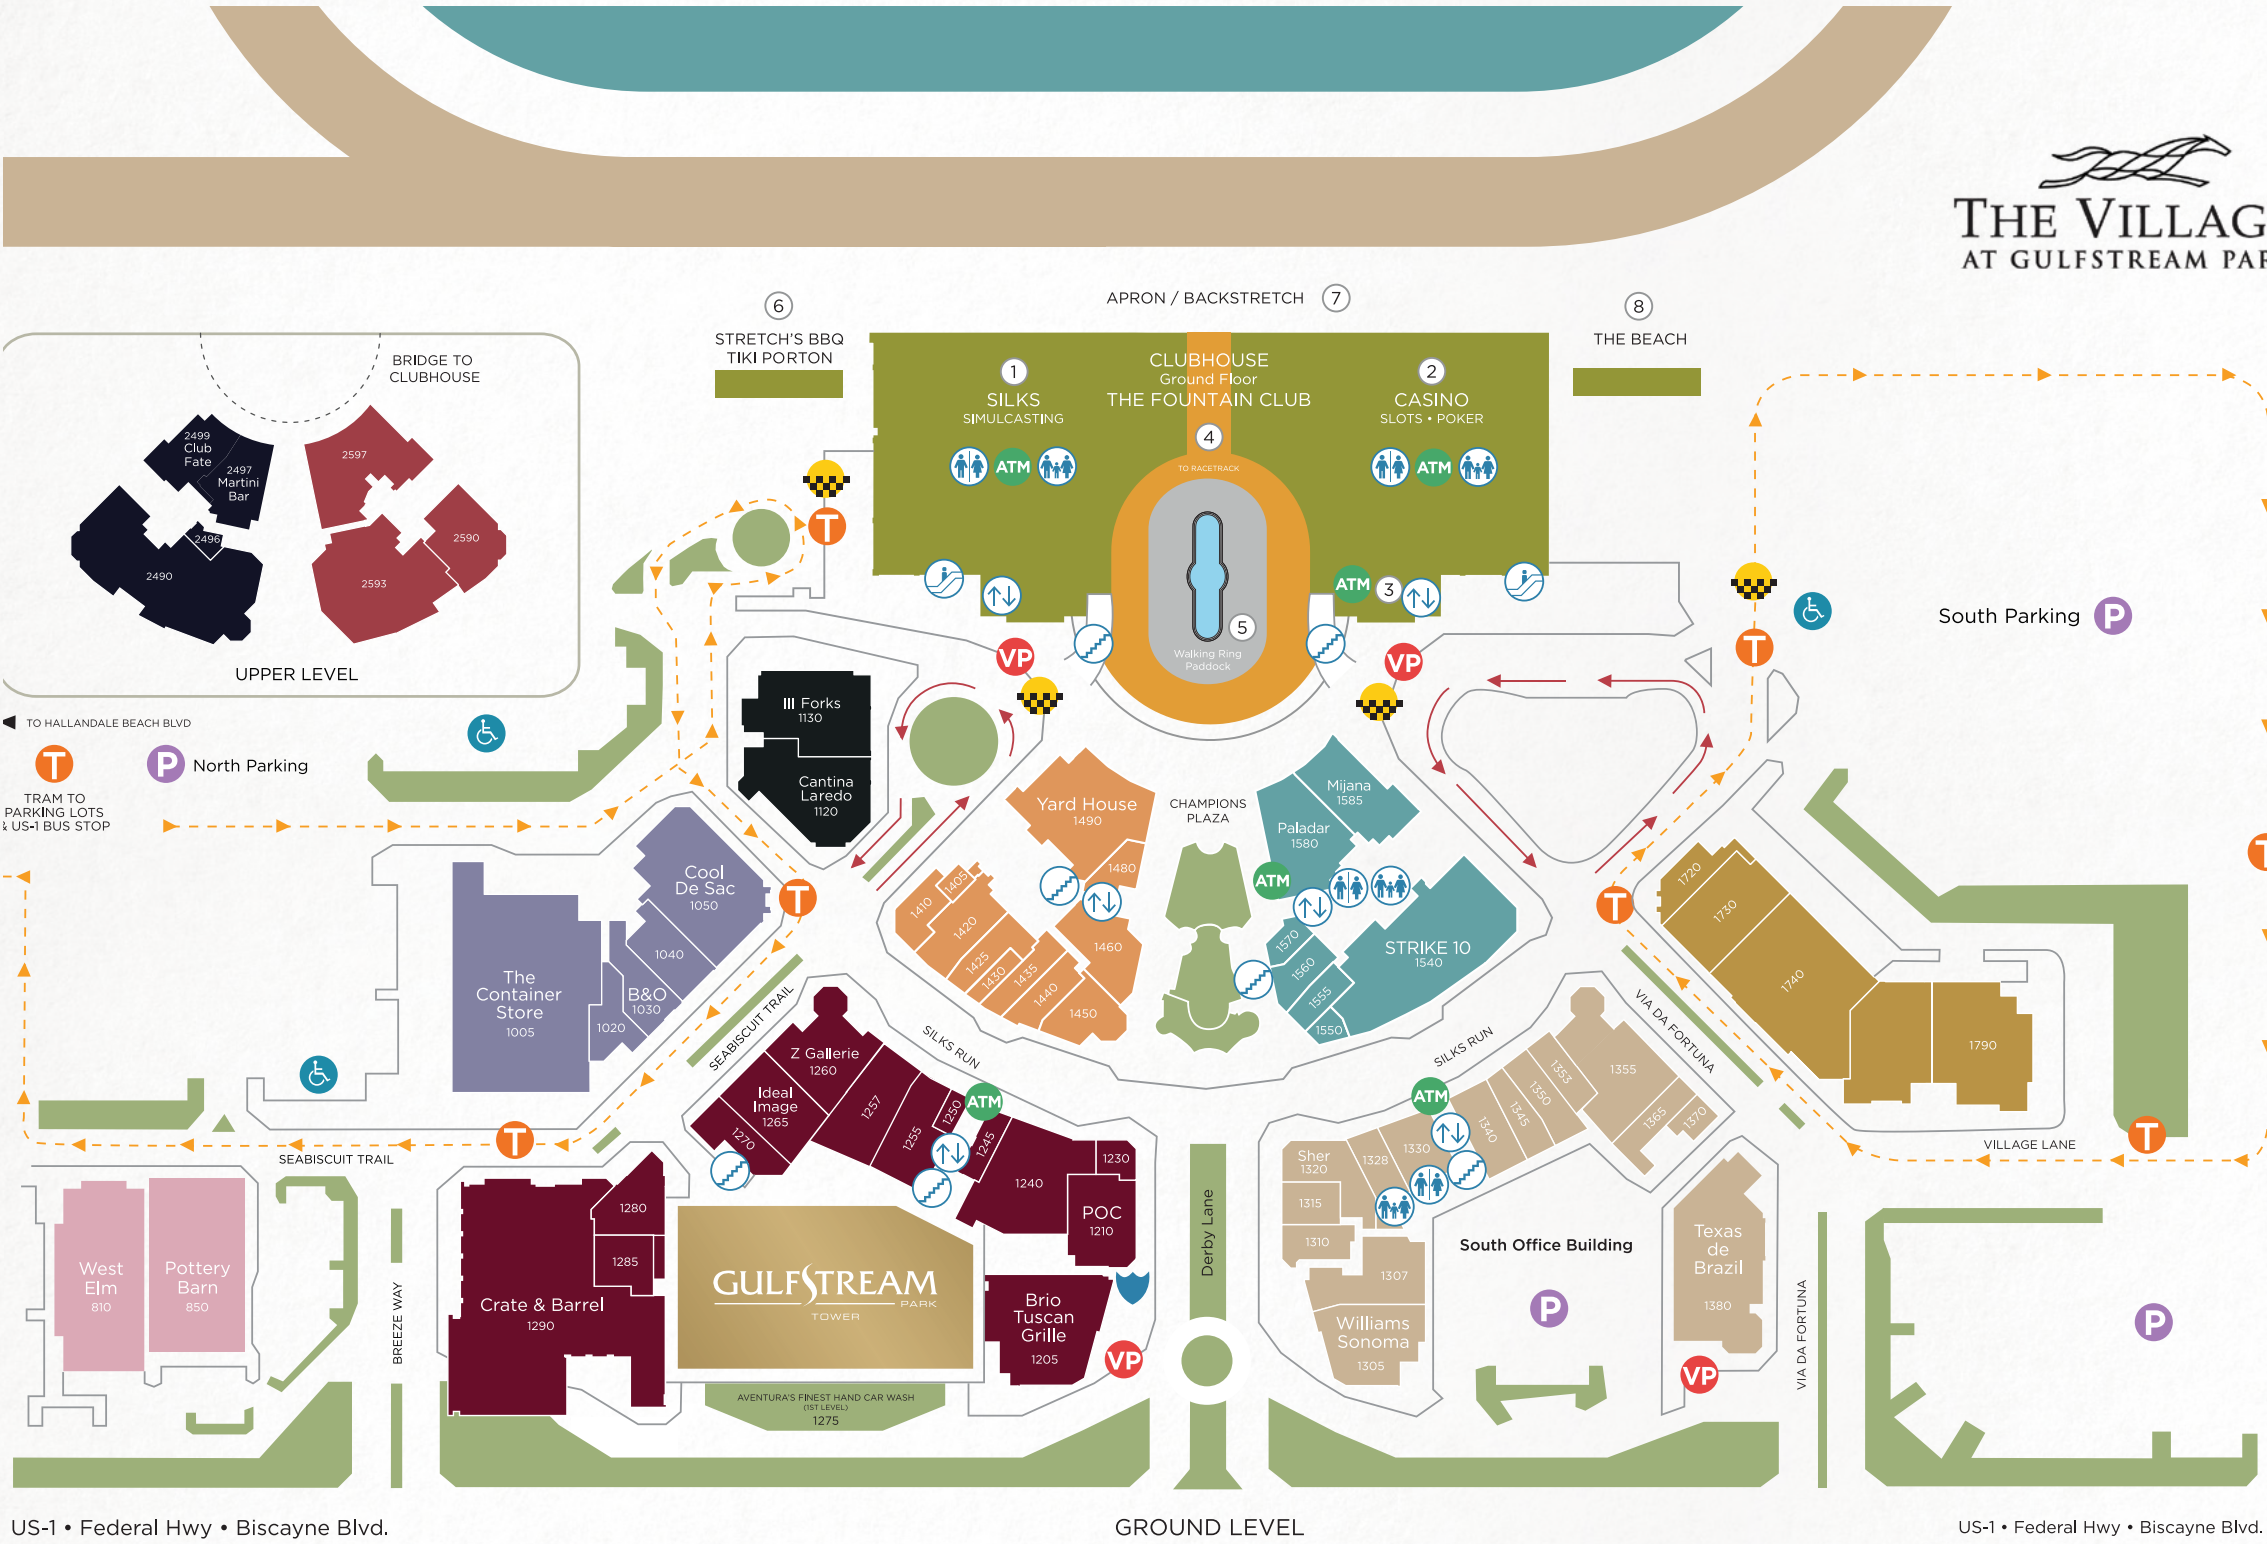 THE VILLAG
AT GULFSTREAM PAR
6
STRETCH'S BBQ
TIKI PORTON
APRON / BACKSTRETCH 7
8
THE BEACH
1
SILKS
SIMULCASTING
CLUBHOUSE
Ground Floor
THE FOUNTAIN CLUB
2
CASINO
SLOTS • POKER
4
TO RACETRACK
ATM
ATM
ATM
3
5
Walking Ring
Paddock
T
VP
VP
T
South Parking P
BRIDGE TO
CLUBHOUSE
2499
Club
Fate
2497
Martini
Bar
2496
2490
2597
2590
2593
UPPER LEVEL
TO HALLANDALE BEACH BLVD
T
P North Parking
TRAM TO
PARKING LOTS
& US-1 BUS STOP
III Forks
1130
Cantina
Laredo
1120
Cool
De Sac
1050
1040
B&O
1030
1020
The
Container
Store
1005
T
Yard House
1490
1480
1405
1410
1420
1425
1430
1435
1440
1450
1460
CHAMPIONS
PLAZA
Mijana
1585
Paladar
1580
ATM
1570
1560
1555
1550
STRIKE 10
1540
T
1720
1730
1740
1790
T
SEABISCUIT TRAIL
SILKS RUN
SILKS RUN
VIA DA FORTUNA
VILLAGE LANE
T
T
SEABISCUIT TRAIL
Z Gallerie
1260
Ideal
Image
1265
1270
1257
1255
1250
ATM
1245
1240
1230
POC
1210
Brio
Tuscan
Grille
1205
VP
1280
1285
Crate & Barrel
1290
GULFSTREAM
PARK
TOWER
AVENTURA'S FINEST HAND CAR WASH
(1ST LEVEL)
1275
West
Elm
810
Pottery
Barn
850
BREEZE WAY
Derby Lane
ATM
Sher
1320
1315
1310
1328
1330
1340
1345
1350
1353
1355
1365
1370
1307
Williams
Sonoma
1305
South Office Building
P
Texas
de
Brazil
1380
VP
VIA DA FORTUNA
P
US-1 • Federal Hwy • Biscayne Blvd.
GROUND LEVEL
US-1 • Federal Hwy • Biscayne Blvd.